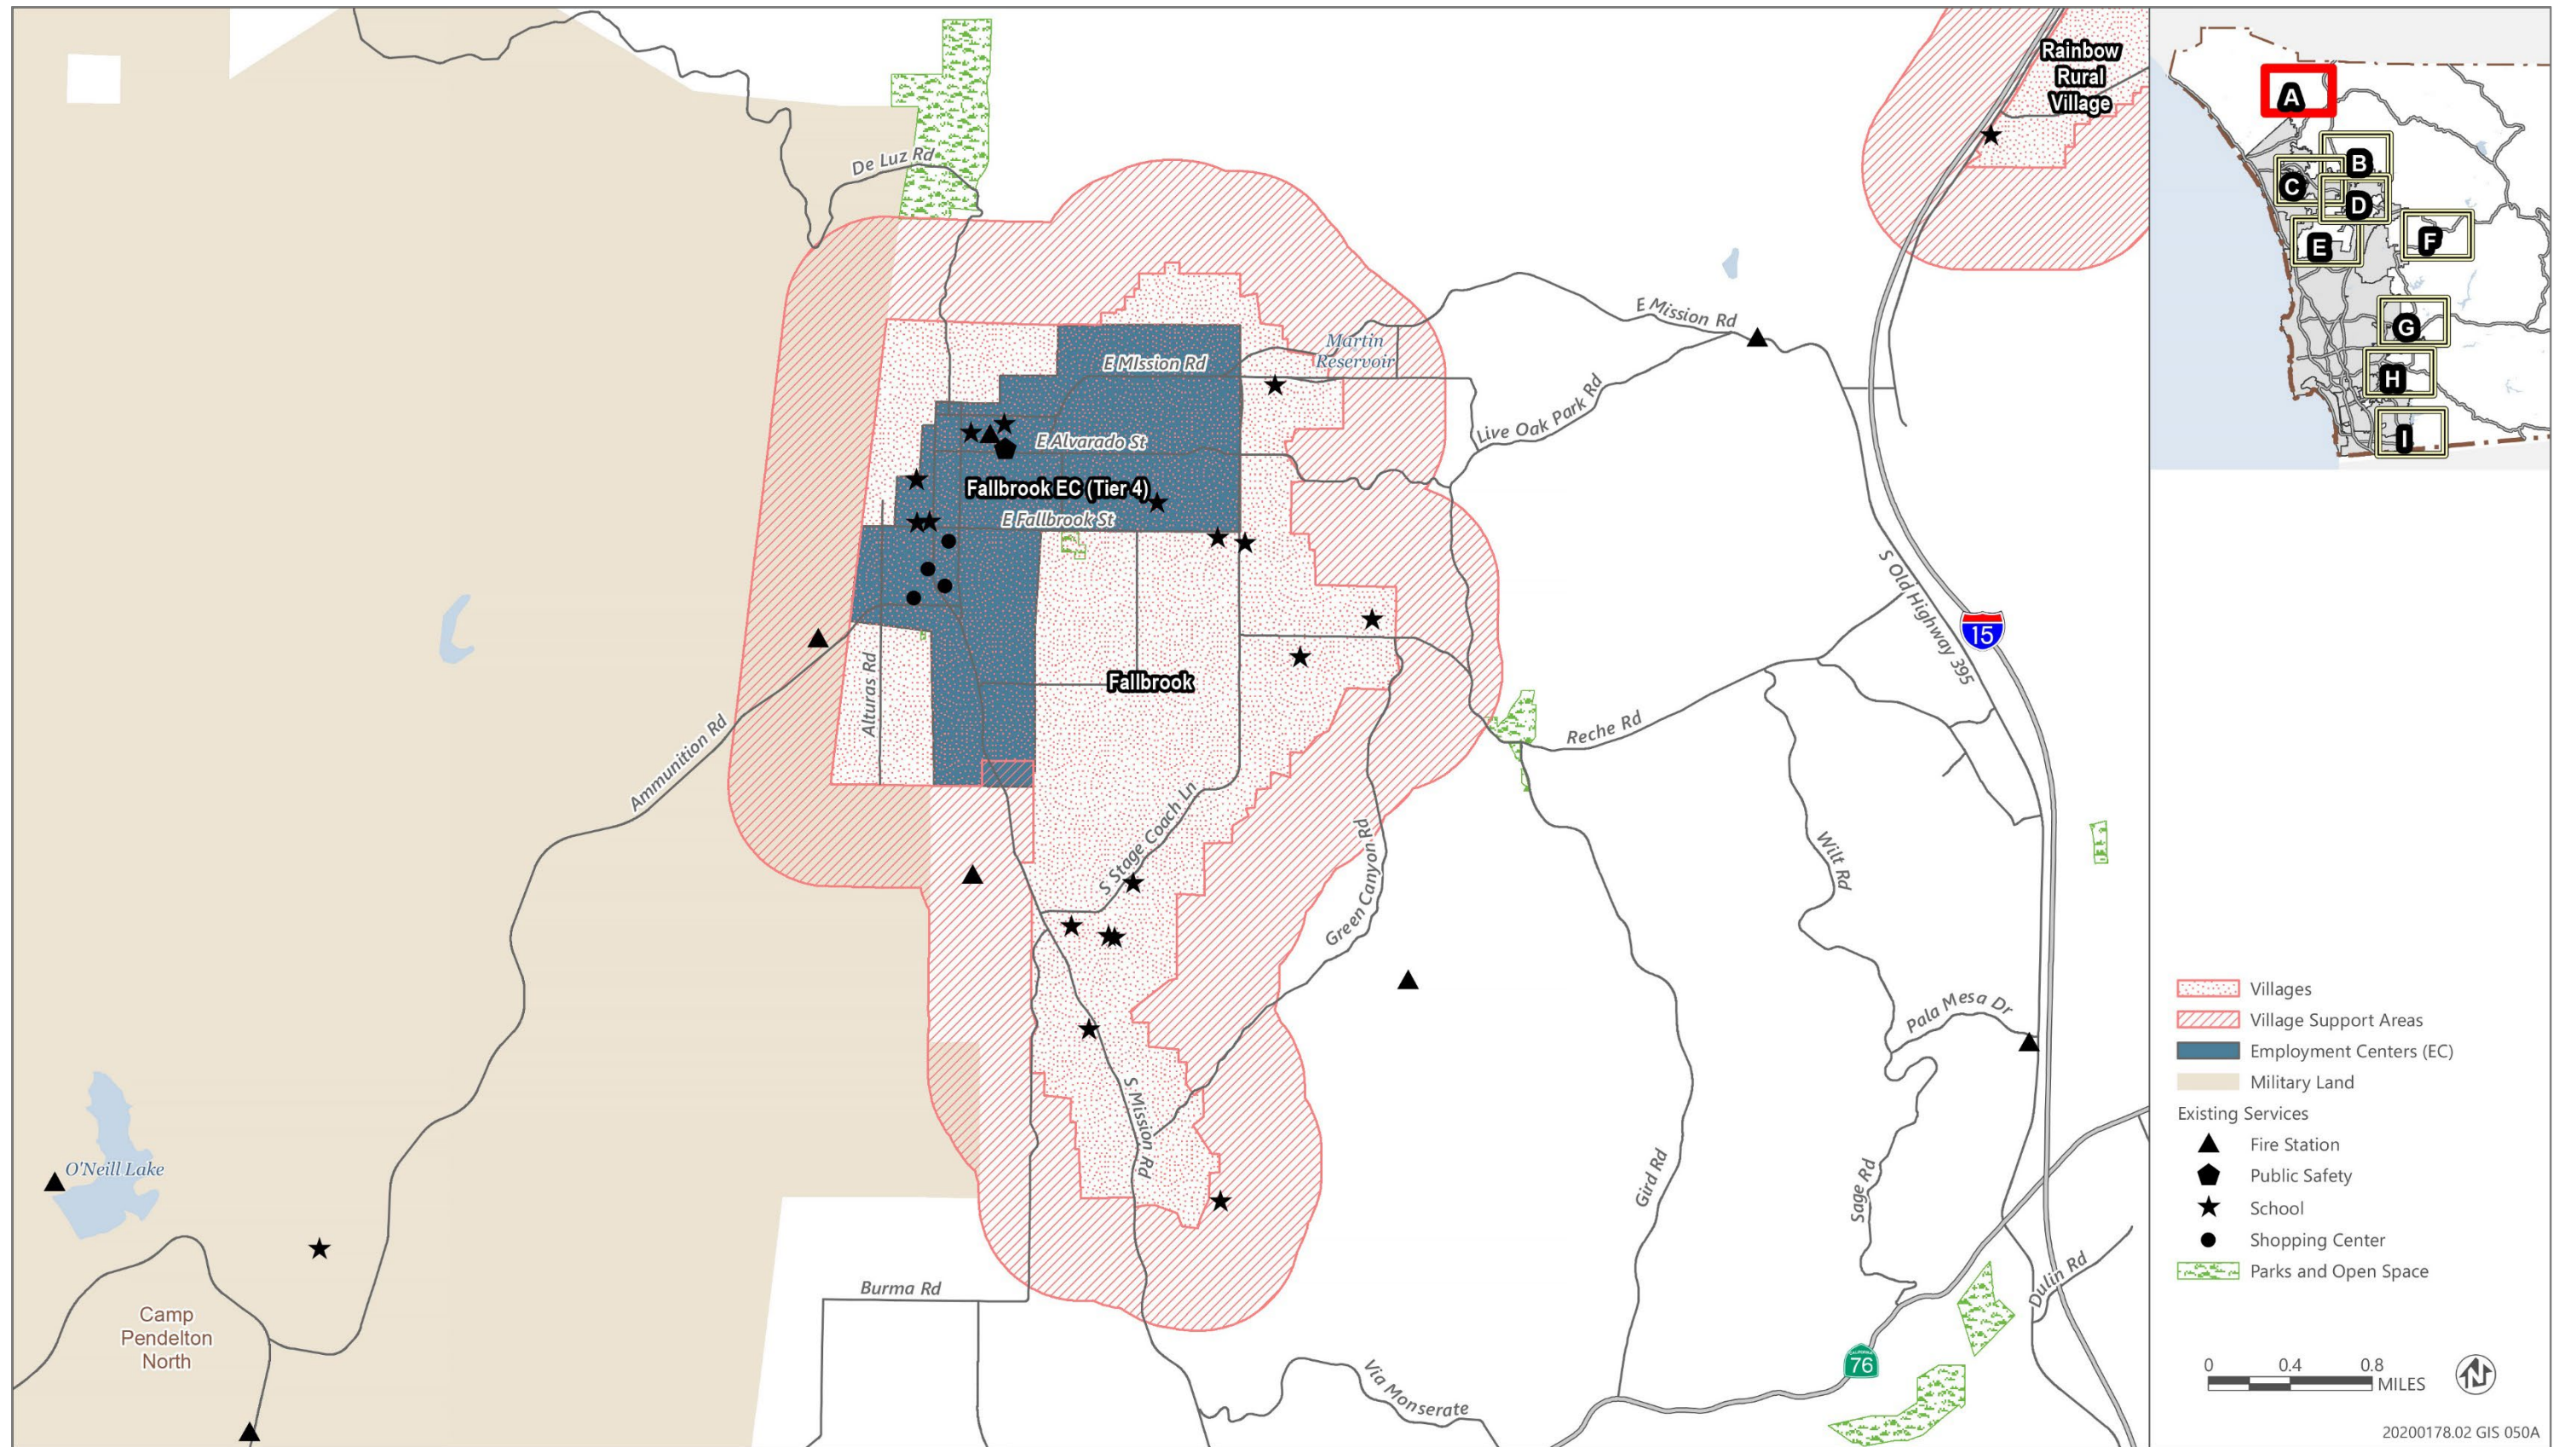 Rainbow
Rural
Village
De Luz Rd
E Mission Rd
Martin
Reservoir
E MIssion Rd
Live Oak Park Rd
E Alvarado St
Fallbrook EC (Tier 4)
E Fallbrook St
S Old Highway 395
15
Alturas Rd
Fallbrook
Ammunition Rd
Reche Rd
S Stage Coach Ln
Green Canyon Rd
Wilt Rd
Pala Mesa Dr
S Mission Rd
O'Neill Lake
Gird Rd
Sage Rd
Dulin Rd
Burma Rd
Camp
Pendelton
North
CALIFORNIA
76
Via Monserate
A
B
C
D
E
F
G
H
I
Villages
Village Support Areas
Employment Centers (EC)
Military Land
Existing Services
Fire Station
Public Safety
School
Shopping Center
Parks and Open Space
0 0.4 0.8
MILES
N
20200178.02 GIS 050A